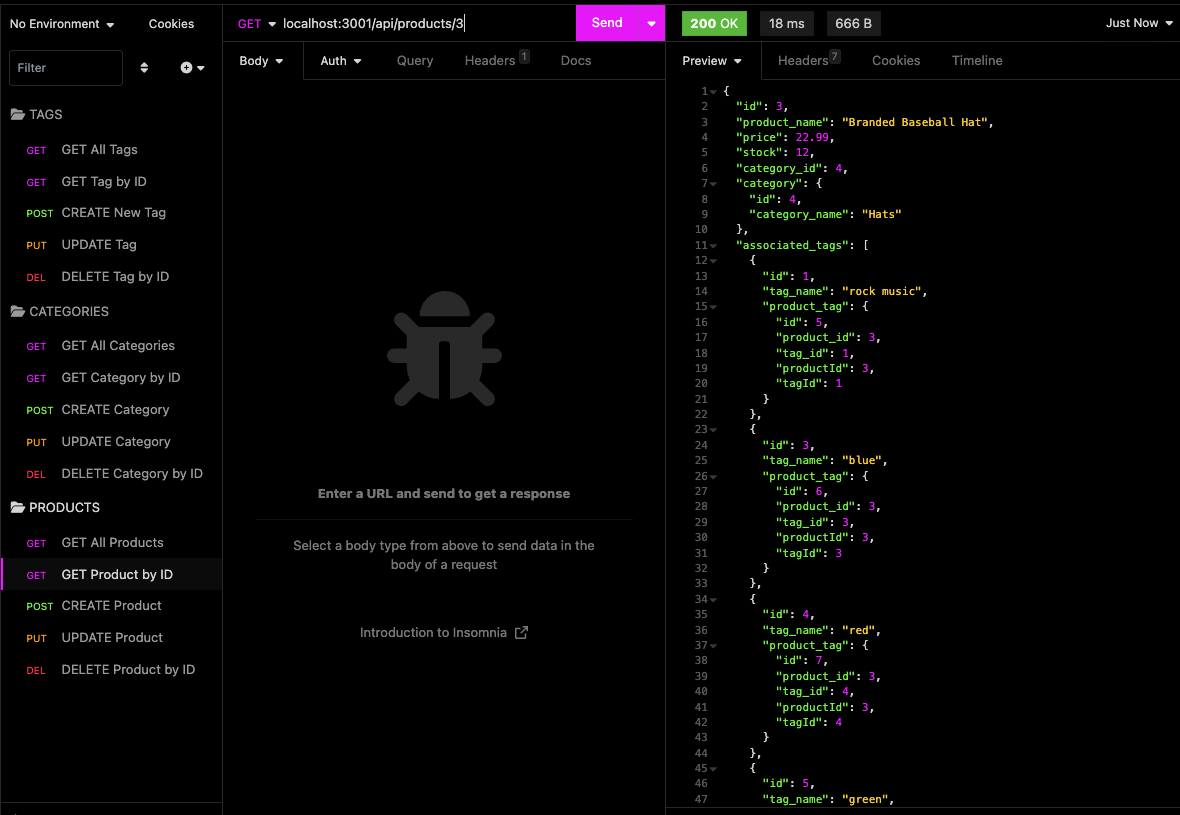 No Environment
Cookies
Filter
TAGS
GET GET All Tags
GET GET Tag by ID
POST CREATE New Tag
PUT UPDATE Tag
DEL DELETE Tag by ID
CATEGORIES
GET GET All Categories
GET GET Category by ID
POST CREATE Category
PUT UPDATE Category
DEL DELETE Category by ID
PRODUCTS
GET GET All Products
GET GET Product by ID
POST CREATE Product
PUT UPDATE Product
DEL DELETE Product by ID
GET localhost:3001/api/products/3 Send
Body Auth Query Headers 1 Docs
Enter a URL and send to get a response
Select a body type from above to send data in the
body of a request
Introduction to Insomnia
200 OK 18 ms 666 B Just Now
Preview Headers 7 Cookies Timeline
1 {
2 "id": 3,
3 "product_name": "Branded Baseball Hat",
4 "price": 22.99,
5 "stock": 12,
6 "category_id": 4,
7 "category": {
8 "id": 4,
9 "category_name": "Hats"
10 },
11 "associated_tags": [
12 {
13 "id": 1,
14 "tag_name": "rock music",
15 "product_tag": {
16 "id": 5,
17 "product_id": 3,
18 "tag_id": 1,
19 "productId": 3,
20 "tagId": 1
21 }
22 },
23 {
24 "id": 3,
25 "tag_name": "blue",
26 "product_tag": {
27 "id": 6,
28 "product_id": 3,
29 "tag_id": 3,
30 "productId": 3,
31 "tagId": 3
32 }
33 },
34 {
35 "id": 4,
36 "tag_name": "red",
37 "product_tag": {
38 "id": 7,
39 "product_id": 3,
40 "tag_id": 4,
41 "productId": 3,
42 "tagId": 4
43 }
44 },
45 {
46 "id": 5,
47 "tag_name": "green",